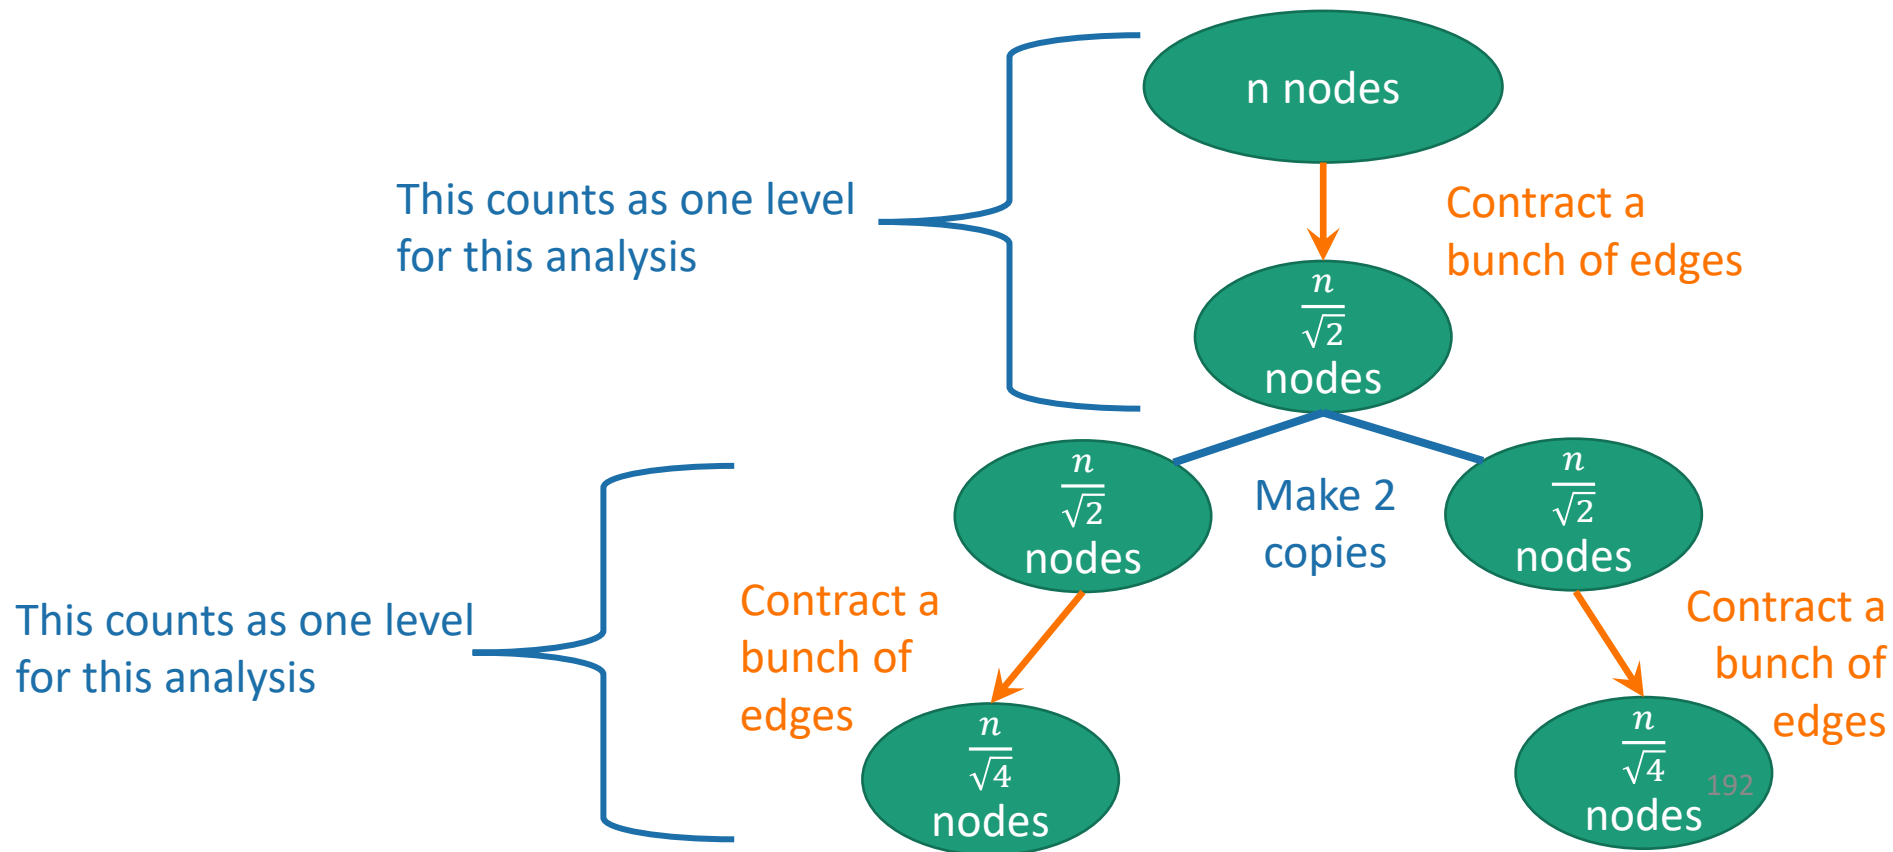 n nodes
This counts as one level
for this analysis
Contract a
bunch of edges
n
√2
nodes
n
√2
nodes
Make 2
copies
n
√2
nodes
This counts as one level
for this analysis
Contract a
bunch of
edges
Contract a
bunch of
edges
n
√4
nodes
n
√4
nodes
192